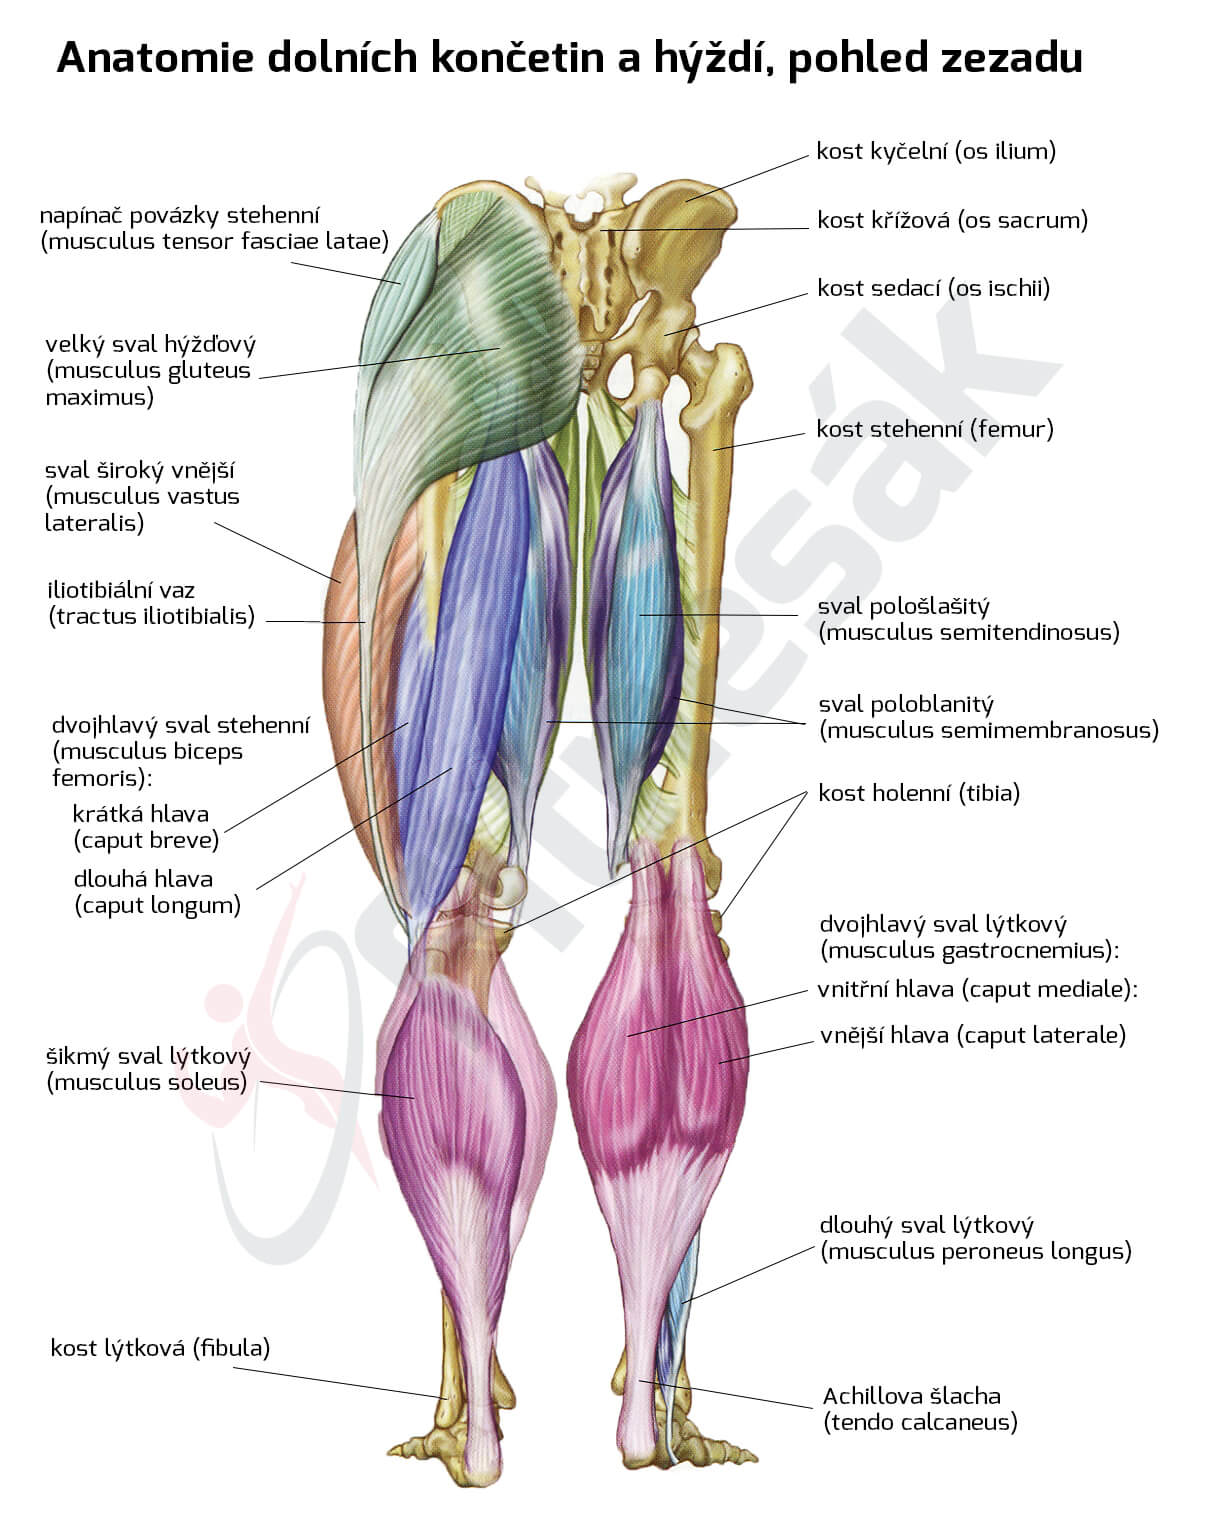 Anatomie dolních končetin a hýždí, pohled zezadu
napínač povázky stehenní
(musculus tensor fasciae latae)
velký sval hýžďový
(musculus gluteus
maximus)
sval široký vnější
(musculus vastus
lateralis)
iliotibiální vaz
(tractus iliotibialis)
dvojhlavý sval stehenní
(musculus biceps
femoris):
krátká hlava
(caput breve)
dlouhá hlava
(caput longum)
šikmý sval lýtkový
(musculus soleus)
kost lýtková (fibula)
kost kyčelní (os ilium)
kost křížová (os sacrum)
kost sedací (os ischii)
kost stehenní (femur)
sval pološlašitý
(musculus semitendinosus)
sval poloblanitý
(musculus semimembranosus)
kost holenní (tibia)
dvojhlavý sval lýtkový
(musculus gastrocnemius):
vnitřní hlava (caput mediale):
vnější hlava (caput laterale)
dlouhý sval lýtkový
(musculus peroneus longus)
Achillova šlacha
(tendo calcaneus)